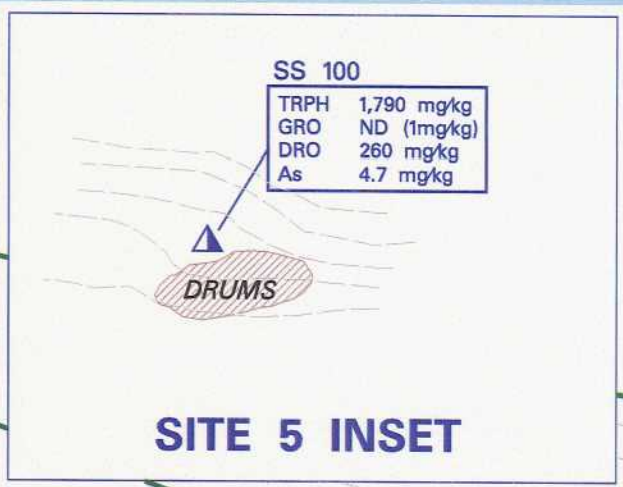 SS 100
TRPH 1,790 mg/kg
GRO ND (1mg/kg)
DRO 260 mg/kg
As 4.7 mg/kg
DRUMS
SITE 5 INSET